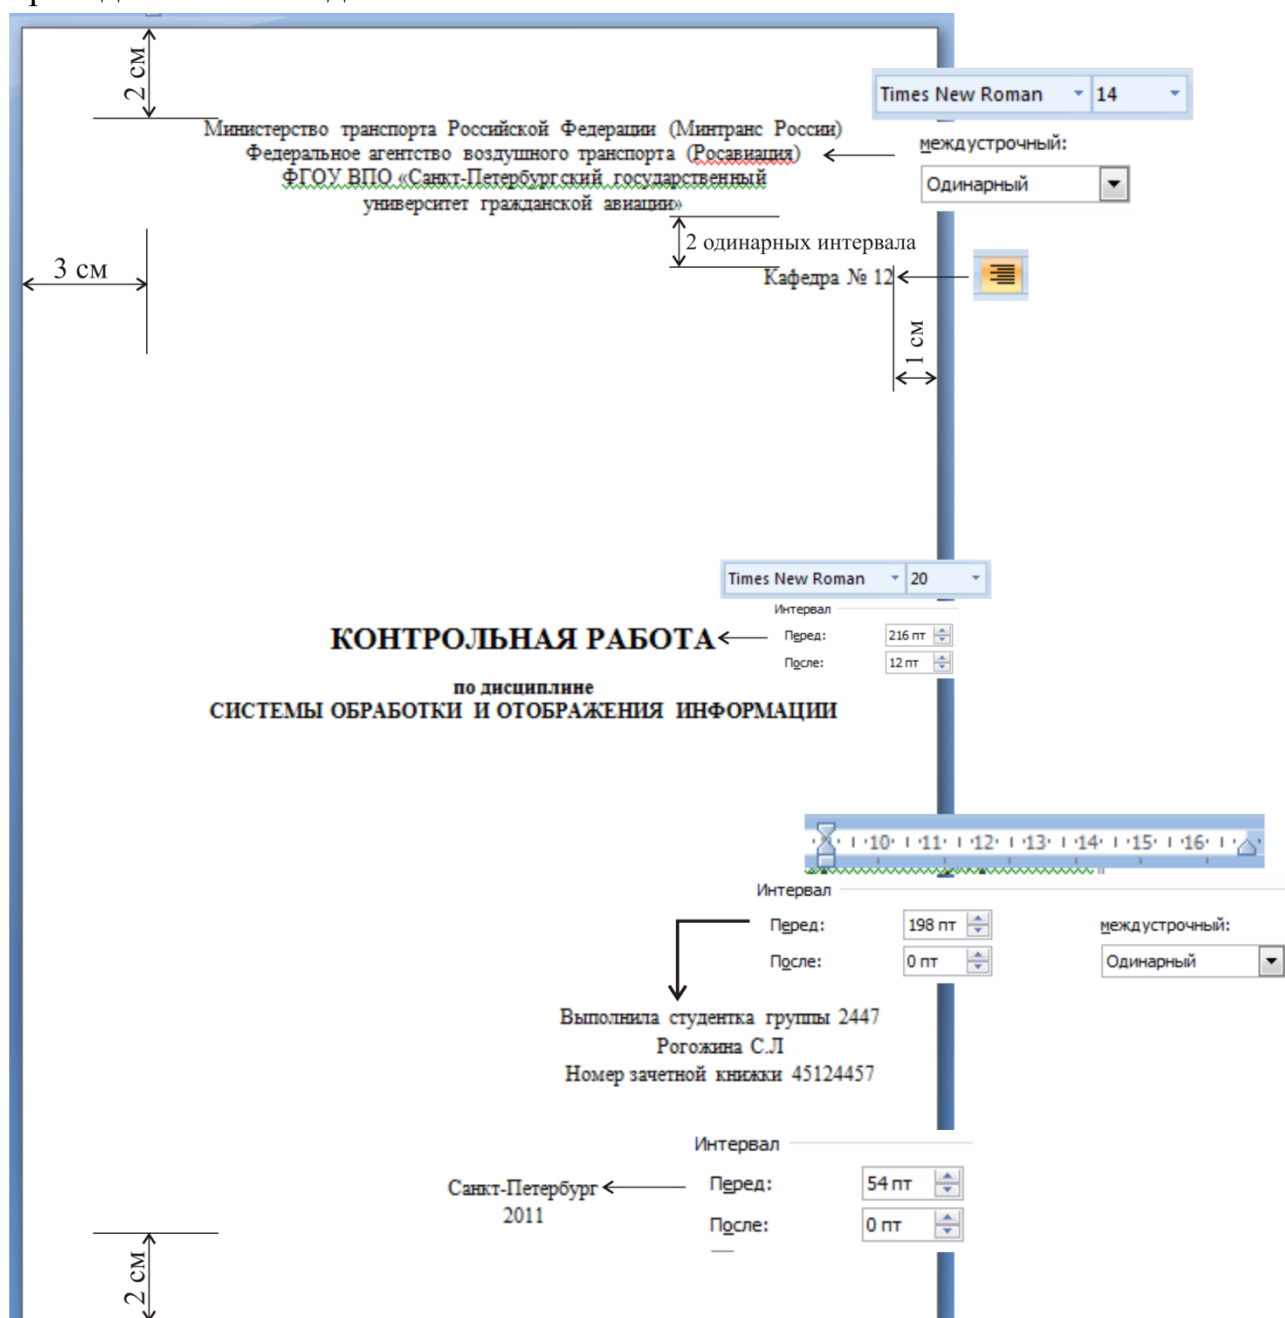 2 см
Times New Roman 14
Министерство транспорта Российской Федерации (Минтранс России)
Федеральное агентство воздушного транспорта (Росавиация)
ФГОУ ВПО «Санкт-Петербургский государственный
университет гражданской авиации»
междустрочный:
Одинарный
2 одинарных интервала
3 см
Кафедра № 12
1 см
Times New Roman 20
Интервал
КОНТРОЛЬНАЯ РАБОТА
Перед: 216 пт
После: 12 пт
по дисциплине
СИСТЕМЫ ОБРАБОТКИ И ОТОБРАЖЕНИЯ ИНФОРМАЦИИ
10 11 12 13 14 15 16
Интервал
Перед: 198 пт
междустрочный:
После: 0 пт
Одинарный
Выполнила студентка группы 2447
Рогожина С.Л
Номер зачетной книжки 45124457
Интервал
Перед: 54 пт
Санкт-Петербург
2011
После: 0 пт
2 см